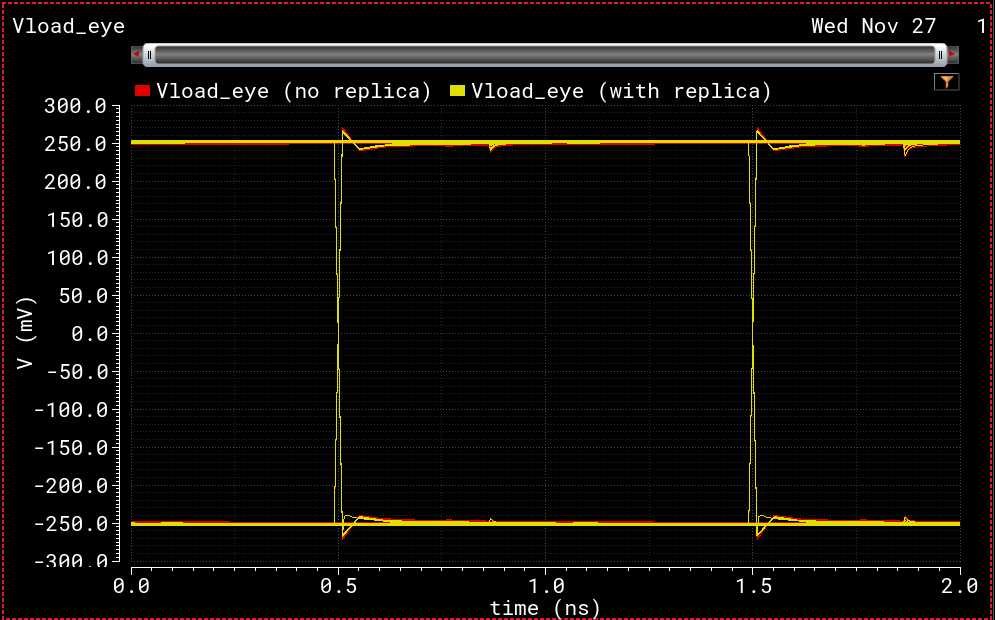 Vload_eye Wed Nov 27 1
Vload_eye (no replica) Vload_eye (with replica)
300.0
250.0
200.0
150.0
100.0
50.0
0.0
-50.0
-100.0
-150.0
-200.0
-250.0
-300.0
V (mV)
0.0 0.5 1.0 1.5 2.0
time (ns)